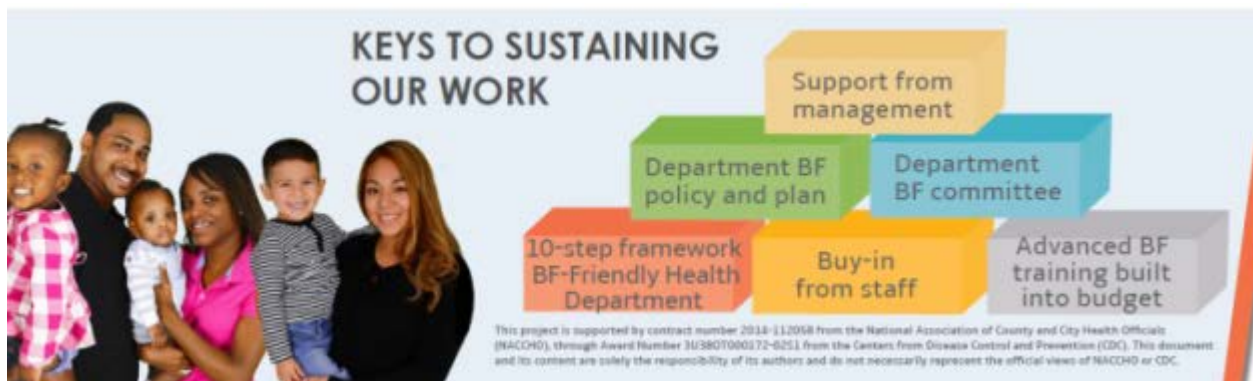 KEYS TO SUSTAINING
OUR WORK
Support from
management
Department BF
policy and plan
Department
BF committee
10-step framework
BF-Friendly Health
Department
Buy-in
from staff
Advanced BF
training built
into budget
This project is supported by contract number 2014-112058 from the National Association of County and City Health Officials
(NACCHO), through Award Number 3U38OT000172-02S1 from the Centers from Disease Control and Prevention (CDC). This document
and its content are solely the responsibility of its authors and do not necessarily represent the official views of NACCHO or CDC.